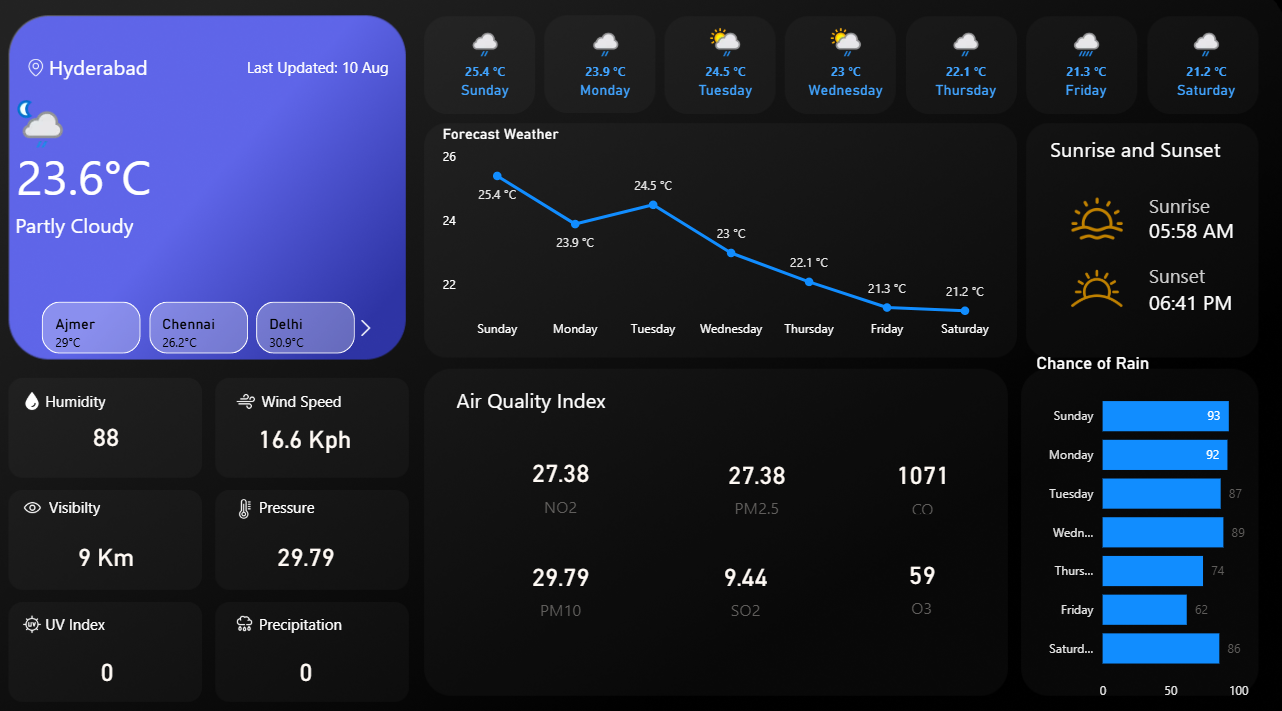 Hyderabad
Last Updated: 10 Aug
23.6°C
Partly Cloudy
Ajmer
29°C
Chennai
26.2°C
Delhi
30.9°C
25.4 °C
Sunday
23.9 °C
Monday
24.5 °C
Tuesday
23 °C
Wednesday
22.1 °C
Thursday
21.3 °C
Friday
21.2 °C
Saturday
Forecast Weather
26
24
22
25.4 °C
23.9 °C
24.5 °C
23 °C
22.1 °C
21.3 °C
21.2 °C
Sunday
Monday
Tuesday
Wednesday
Thursday
Friday
Saturday
Sunrise and Sunset
Sunrise
05:58 AM
Sunset
06:41 PM
Humidity
88
Wind Speed
16.6 Kph
Visibilty
9 Km
Pressure
29.79
UV
UV Index
0
Precipitation
0
Air Quality Index
27.38
NO2
27.38
PM2.5
1071
CO
29.79
PM10
9.44
SO2
59
O3
Chance of Rain
Sunday 93
Monday 92
Tuesday 87
Wedn... 89
Thurs... 74
Friday 62
Saturd... 86
0 50 100